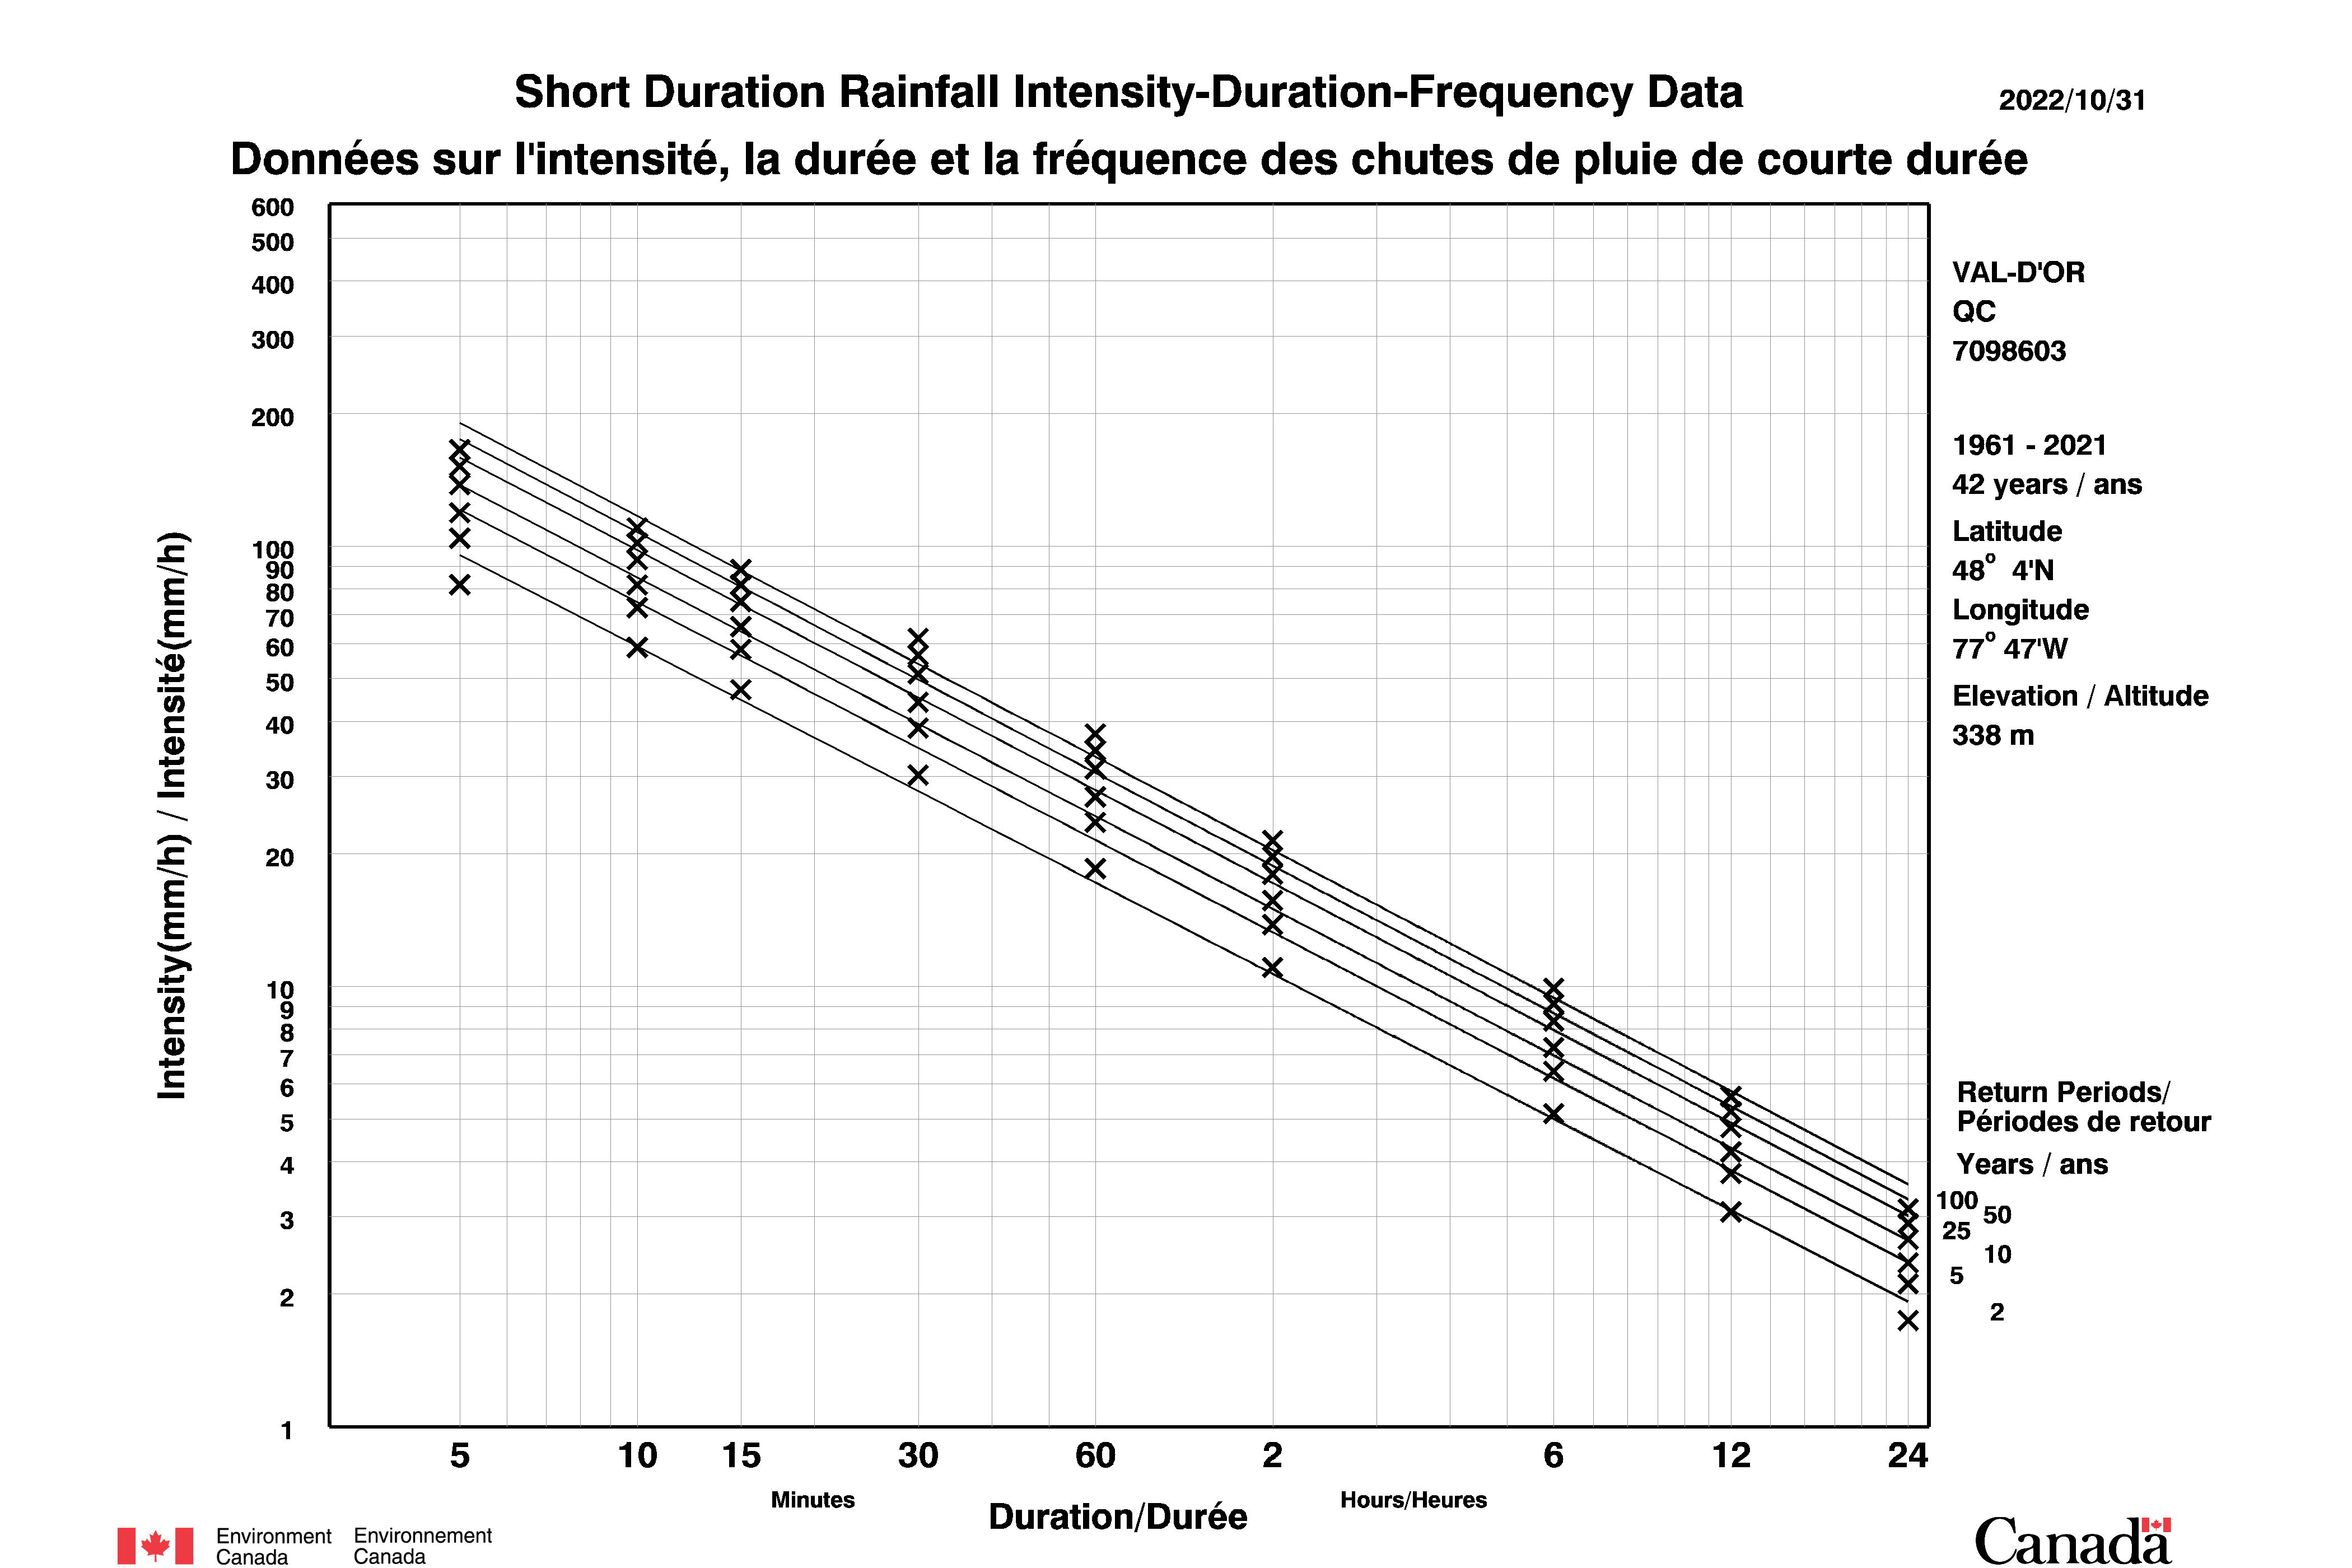 Short Duration Rainfall Intensity-Duration-Frequency Data
2022/10/31
Données sur l'intensité, la durée et la fréquence des chutes de pluie de courte durée
600
500
400
300
200
100
90
80
70
60
50
40
30
20
10
9
8
7
6
5
4
3
2
1
Intensity(mm/h) / Intensité(mm/h)
VAL-D'OR
QC
7098603
1961 - 2021
42 years / ans
Latitude
48° 4'N
Longitude
77° 47'W
Elevation / Altitude
338 m
Return Periods/
Périodes de retour
Years / ans
100
50
25
10
5
2
5 10 15 30 60 2 6 12 24
Minutes Hours/Heures
Duration/Durée
Environment Environnement
Canada Canada
Canada